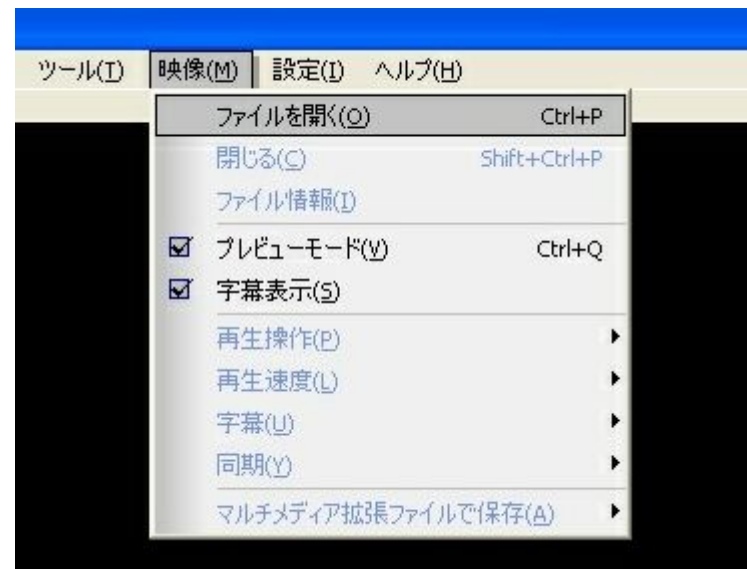 ツール(T) 映像(M) 設定(I) ヘルプ(H)
ファイルを開く(O) Ctrl+P
閉じる(C) Shift+Ctrl+P
ファイル情報(I)
プレビューモード(V) Ctrl+Q
字幕表示(S)
再生操作(P)
再生速度(L)
字幕(U)
同期(Y)
マルチメディア拡張ファイルで保存(A)